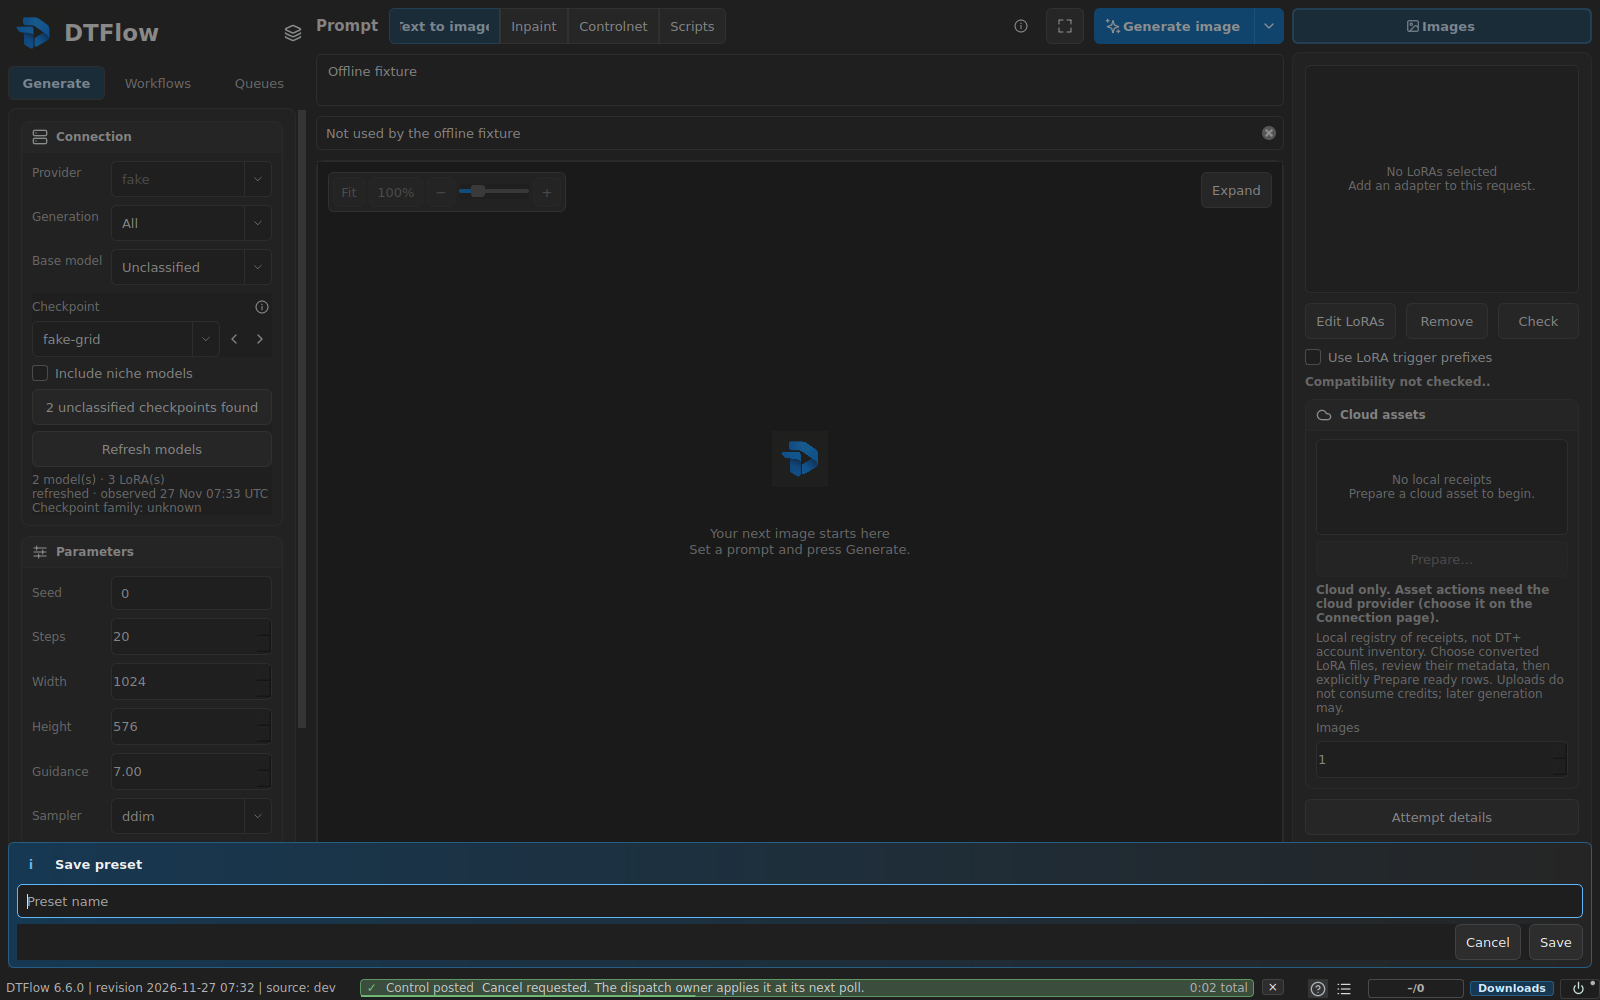 DTFlow
Prompt
Text to image
Inpaint
Controlnet
Scripts
Generate image
Images
Generate
Workflows
Queues
Offline fixture
Not used by the offline fixture
Connection
Provider
fake
Generation
All
Base model
Unclassified
Checkpoint
fake-grid
Include niche models
2 unclassified checkpoints found
Refresh models
2 model(s) · 3 LoRA(s)
refreshed · observed 27 Nov 07:33 UTC
Checkpoint family: unknown
Parameters
Seed
0
Steps
20
Width
1024
Height
576
Guidance
7.00
Sampler
ddim
Fit
100%
−
+
Expand
Your next image starts here
Set a prompt and press Generate.
No LoRAs selected
Add an adapter to this request.
Edit LoRAs
Remove
Check
Use LoRA trigger prefixes
Compatibility not checked..
Cloud assets
No local receipts
Prepare a cloud asset to begin.
Prepare...
Cloud only. Asset actions need the
cloud provider (choose it on the
Connection page).
Local registry of receipts, not DT+
account inventory. Choose converted
LoRA files, review their metadata, then
explicitly Prepare ready rows. Uploads do
not consume credits; later generation
may.
Images
1
Attempt details
i Save preset
Preset name
Cancel
Save
DTFlow 6.6.0 | revision 2026-11-27 07:32 | source: dev
✓ Control posted Cancel requested. The dispatch owner applies it at its next poll.
0:02 total
–/0
Downloads